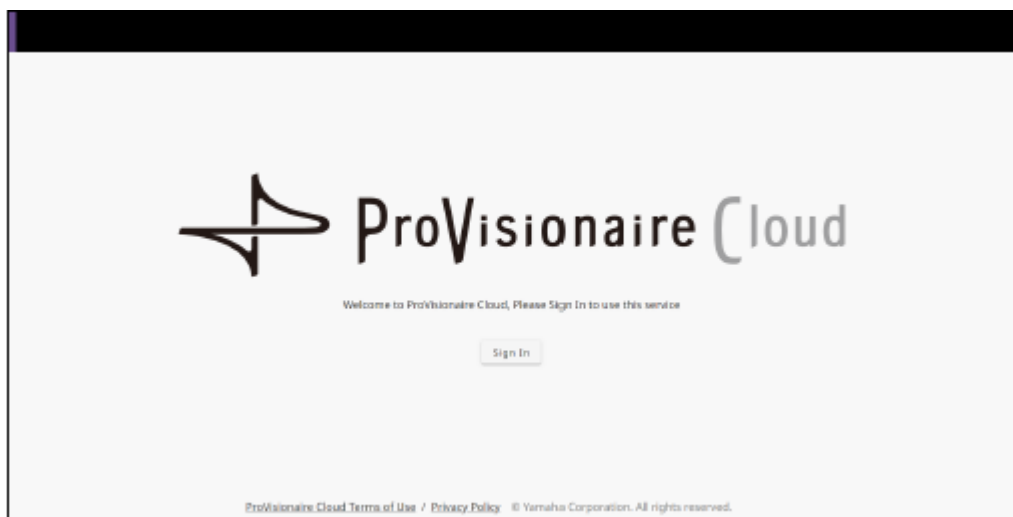 ProVisionaire Cloud
Welcome to ProVisionaire Cloud, Please Sign In to use this service
Sign In
ProVisionaire Cloud Terms of Use / Privacy Policy © Yamaha Corporation. All rights reserved.